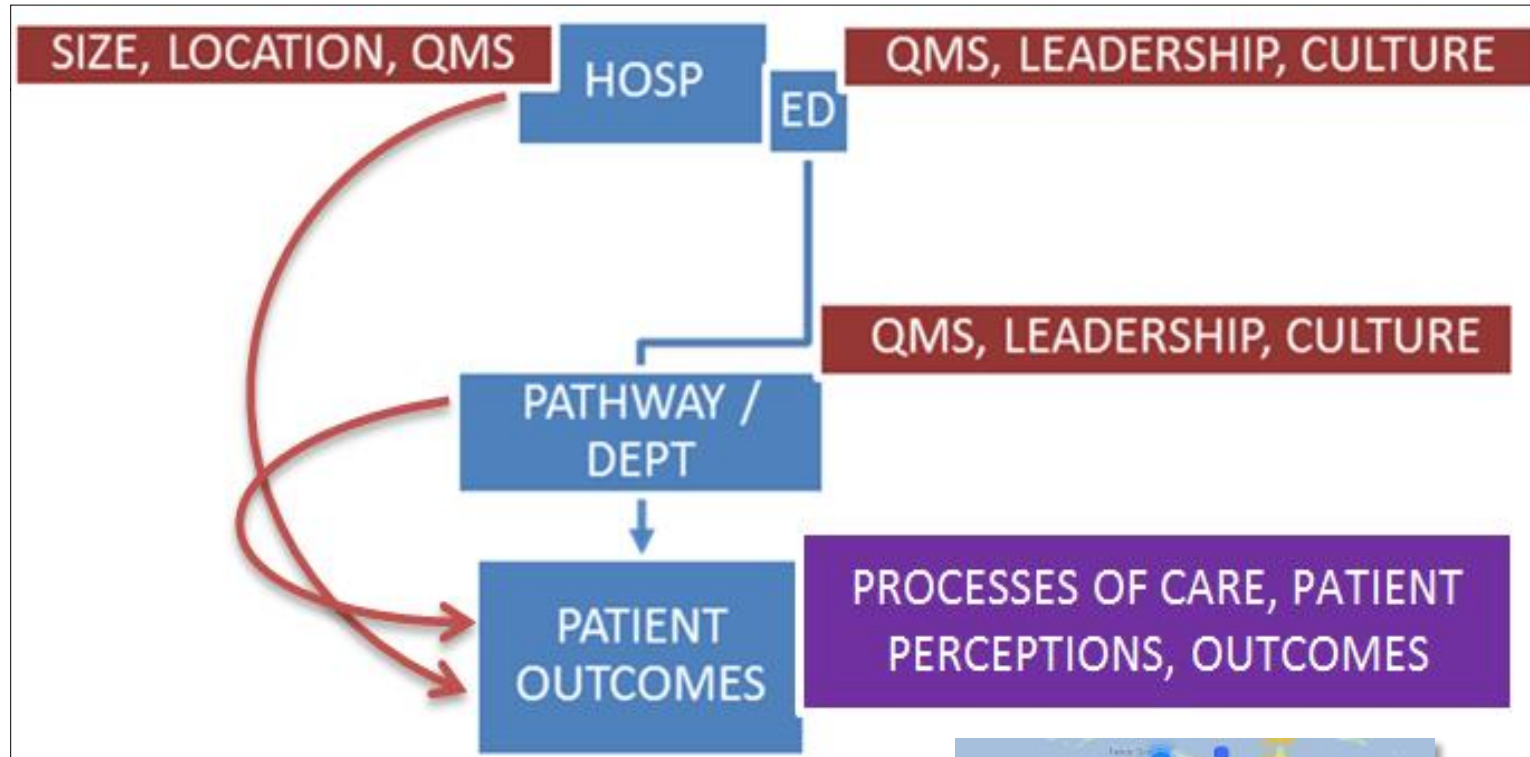 SIZE, LOCATION, QMS
HOSP
ED
QMS, LEADERSHIP, CULTURE
QMS, LEADERSHIP, CULTURE
PATHWAY /
DEPT
PATIENT
OUTCOMES
PROCESSES OF CARE, PATIENT
PERCEPTIONS, OUTCOMES